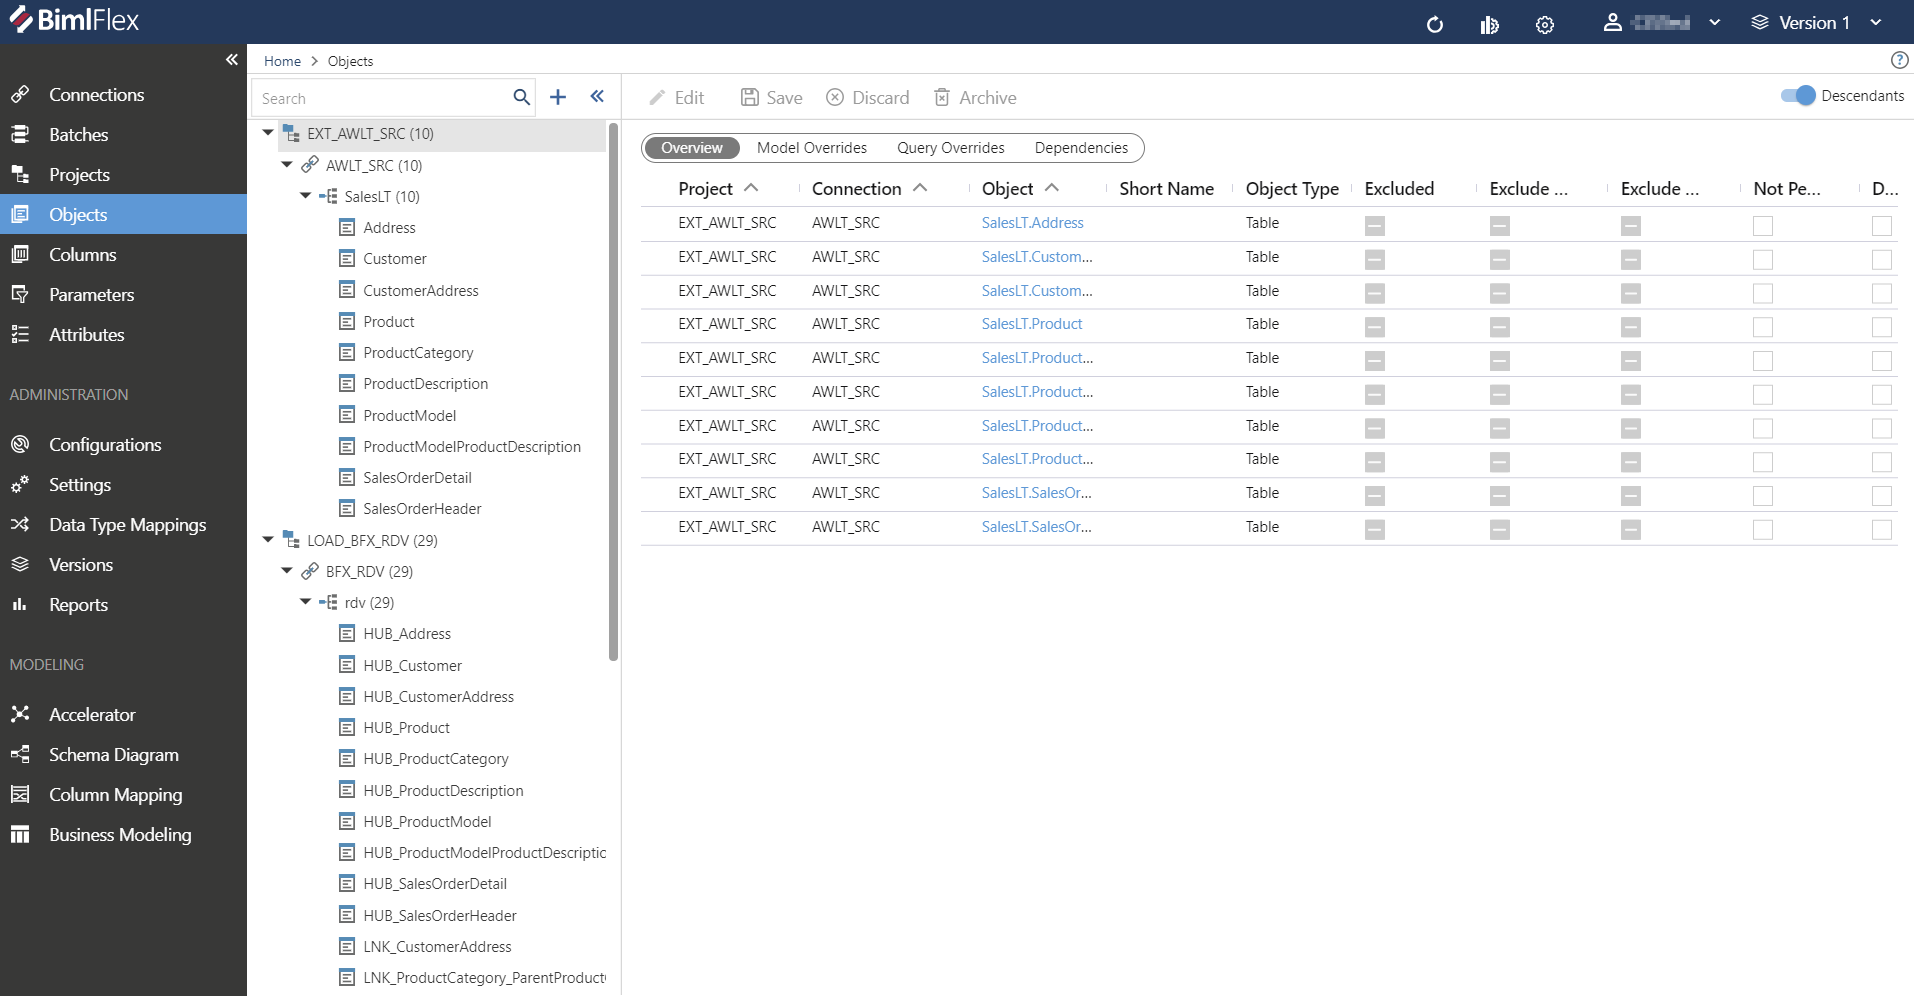 BimlFlex
Version 1
Home > Objects
Connections
Batches
Projects
Objects
Columns
Parameters
Attributes
ADMINISTRATION
Configurations
Settings
Data Type Mappings
Versions
Reports
MODELING
Accelerator
Schema Diagram
Column Mapping
Business Modeling
Search
EXT_AWLT_SRC (10)
AWLT_SRC (10)
SalesLT (10)
Address
Customer
CustomerAddress
Product
ProductCategory
ProductDescription
ProductModel
ProductModelProductDescription
SalesOrderDetail
SalesOrderHeader
LOAD_BFX_RDV (29)
BFX_RDV (29)
rdv (29)
HUB_Address
HUB_Customer
HUB_CustomerAddress
HUB_Product
HUB_ProductCategory
HUB_ProductDescription
HUB_ProductModel
HUB_ProductModelProductDescriptio
HUB_SalesOrderDetail
HUB_SalesOrderHeader
LNK_CustomerAddress
LNK_ProductCategory_ParentProduct
Edit Save Discard Archive Descendants
Overview Model Overrides Query Overrides Dependencies
Project Connection Object Short Name Object Type Excluded Exclude ... Exclude ... Not Pe... D...
EXT_AWLT_SRC AWLT_SRC SalesLT.Address Table
EXT_AWLT_SRC AWLT_SRC SalesLT.Custom... Table
EXT_AWLT_SRC AWLT_SRC SalesLT.Custom... Table
EXT_AWLT_SRC AWLT_SRC SalesLT.Product Table
EXT_AWLT_SRC AWLT_SRC SalesLT.Product... Table
EXT_AWLT_SRC AWLT_SRC SalesLT.Product... Table
EXT_AWLT_SRC AWLT_SRC SalesLT.Product... Table
EXT_AWLT_SRC AWLT_SRC SalesLT.Product... Table
EXT_AWLT_SRC AWLT_SRC SalesLT.SalesOr... Table
EXT_AWLT_SRC AWLT_SRC SalesLT.SalesOr... Table